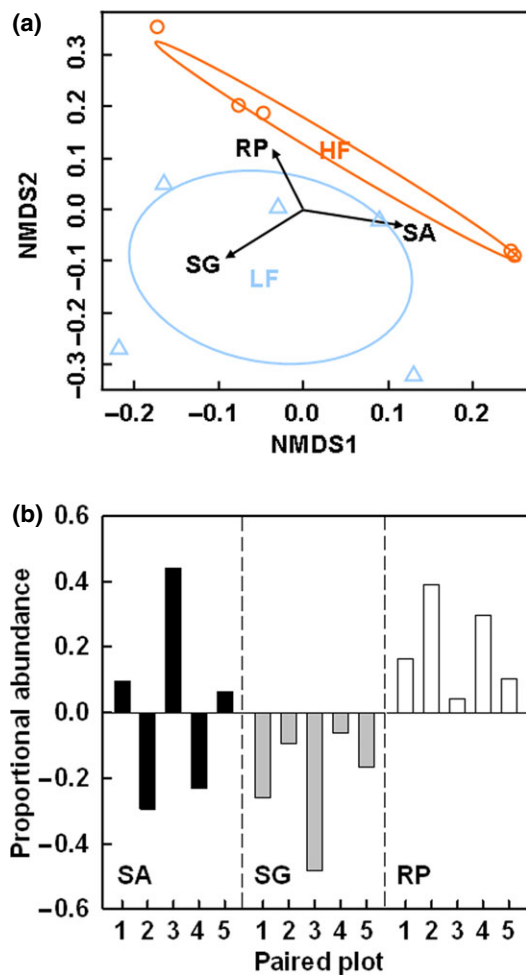 (a)
NMDS2
0.3
0.2
0.1
0.0
−0.1
−0.2
−0.3
RP
HF
SA
SG
LF
−0.2 −0.1 0.0 0.1 0.2
NMDS1
(b)
Proportional abundance
0.6
0.4
0.2
0.0
−0.2
−0.4
−0.6
SA SG RP
1 2 3 4 5 1 2 3 4 5 1 2 3 4 5
Paired plot